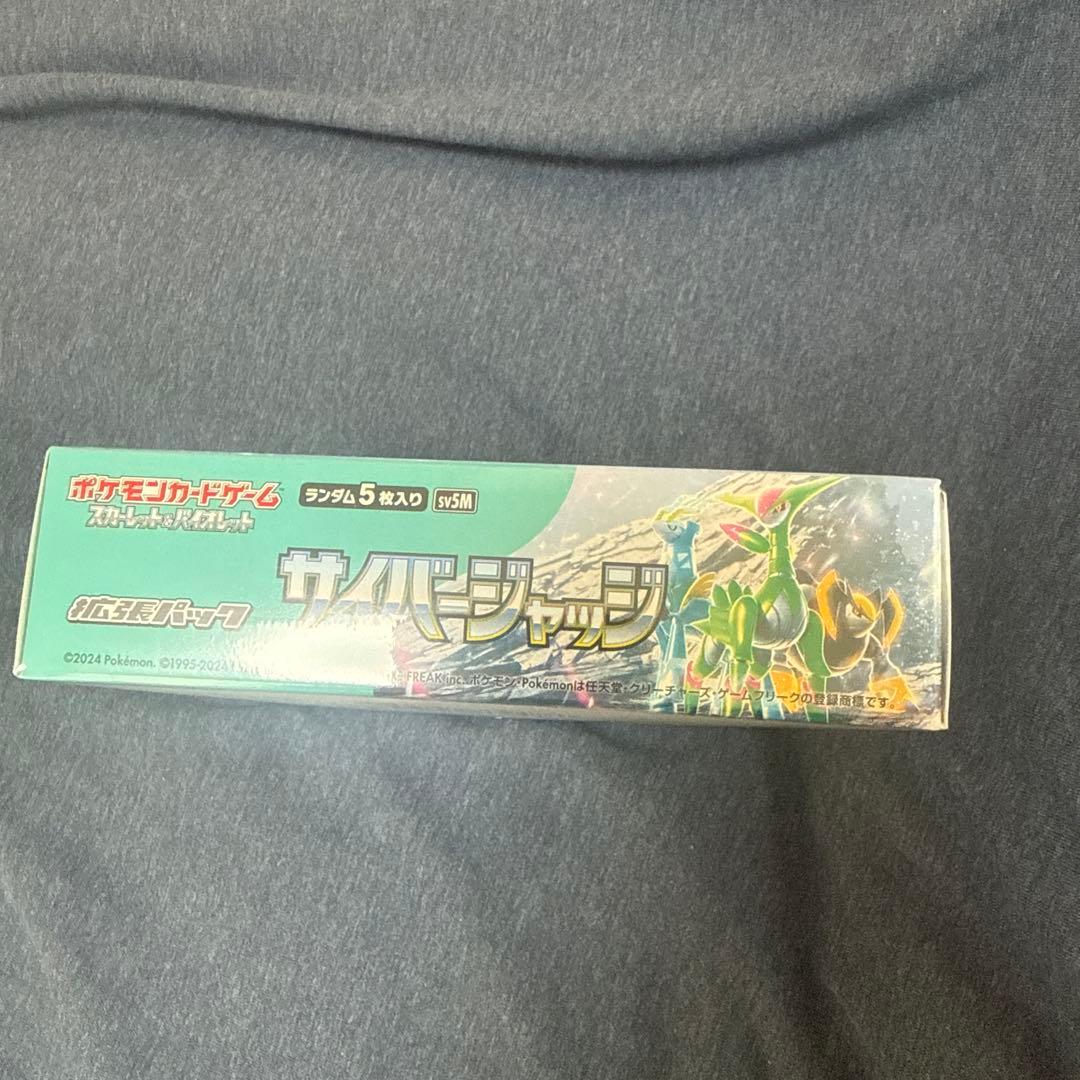 ポケモンカードゲーム
スカーレット&バイオレット
ランダム5枚入り
sv5M
拡張パック
サイバージャッジ
©2024 Pokémon. ©1995-2024
FREAK inc. ポケモン・Pokémonは任天堂・クリーチャーズ・ゲームフリークの登録商標です。